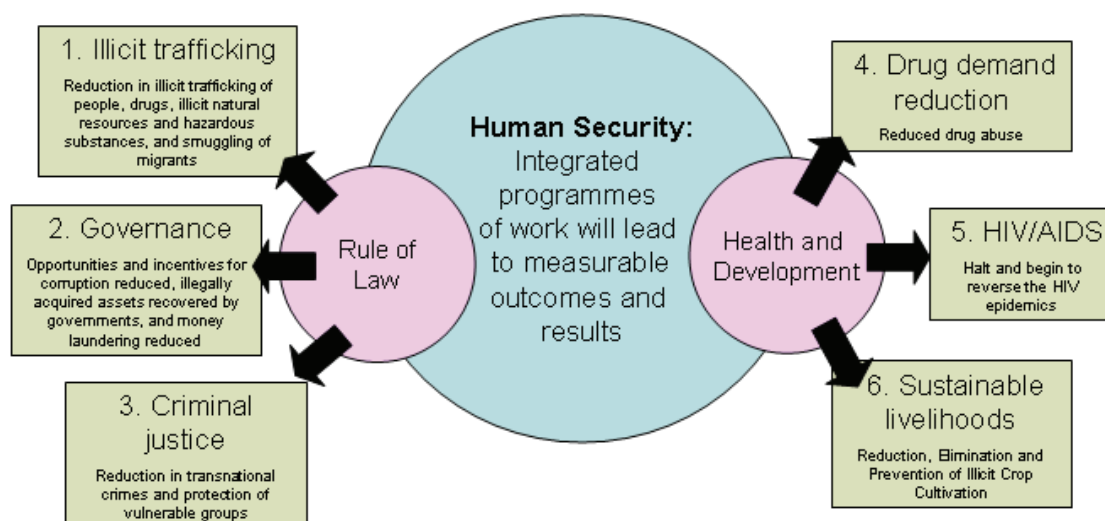 1. Illicit trafficking
Reduction in illicit trafficking of
people, drugs, illicit natural
resources and hazardous
substances, and smuggling of
migrants
2. Governance
Opportunities and incentives for
corruption reduced, illegally
acquired assets recovered by
governments, and money
laundering reduced
3. Criminal
justice
Reduction in transnational
crimes and protection of
vulnerable groups
Rule of
Law
Human Security:
Integrated
programmes
of work will lead
to measurable
outcomes and
results
Health and
Development
4. Drug demand
reduction
Reduced drug abuse
5. HIV/AIDS
Halt and begin to
reverse the HIV
epidemics
6. Sustainable
livelihoods
Reduction, Elimination and
Prevention of Illicit Crop
Cultivation